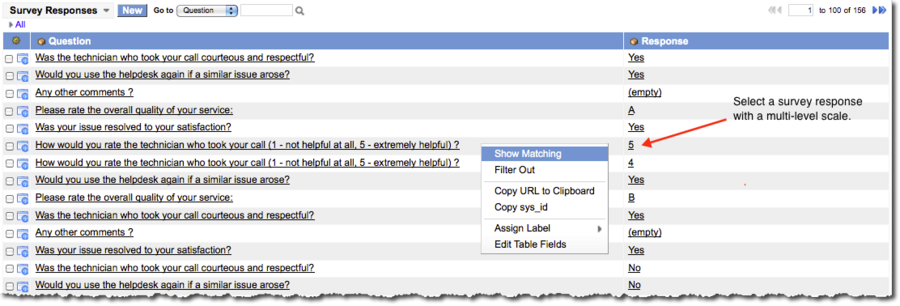 Survey Responses New Go to Question 1 to 100 of 156
All
Question Response
Was the technician who took your call courteous and respectful? Yes
Would you use the helpdesk again if a similar issue arose? Yes
Any other comments ? (empty)
Please rate the overall quality of your service: A
Select a survey response
with a multi-level scale.
Was your issue resolved to your satisfaction? Yes
How would you rate the technician who took your call (1 - not helpful at all, 5 - extremely helpful) ? 5
Show Matching
How would you rate the technician who took your call (1 - not helpful at all, 5 - extremely helpful) ? 4
Filter Out
Would you use the helpdesk again if a similar issue arose? Yes
Copy URL to Clipboard
Please rate the overall quality of your service: B
Copy sys_id
Was the technician who took your call courteous and respectful? Yes
Assign Label
Any other comments ? (empty)
Edit Table Fields
Was your issue resolved to your satisfaction? Yes
Was the technician who took your call courteous and respectful? No
Would you use the helpdesk again if a similar issue arose? No